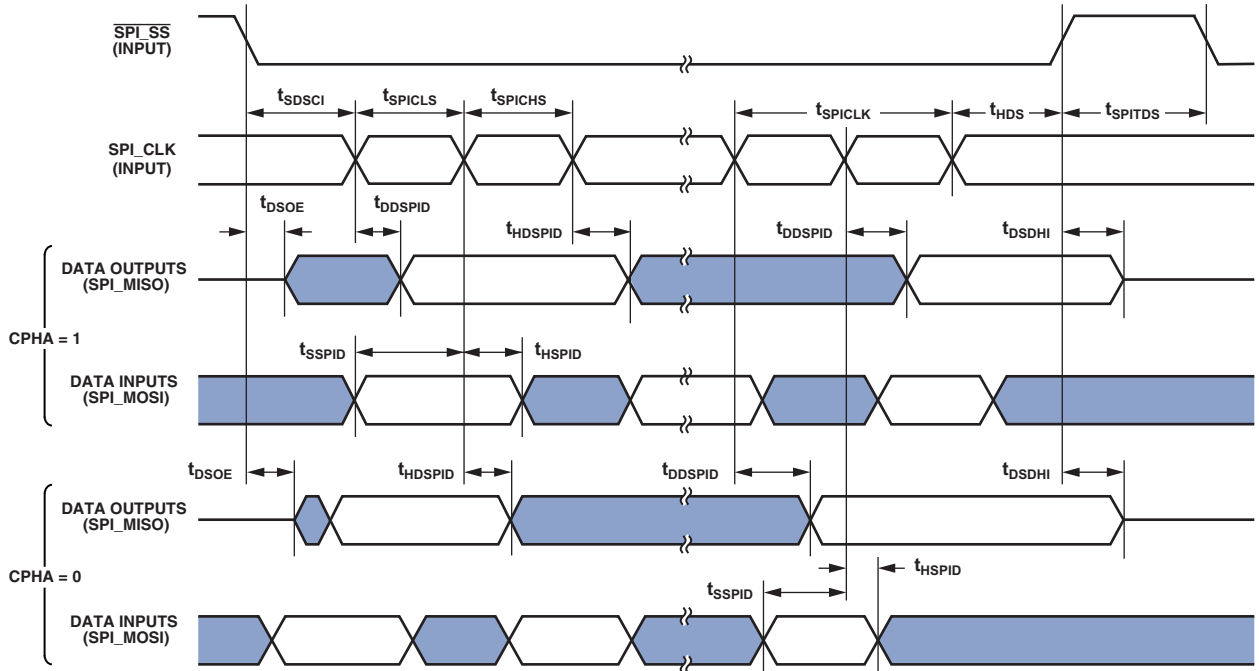 SPI_SS
(INPUT)
tSDSCI tSPICLS tSPICHS tSPICLK tHDS tSPITDS
SPI_CLK
(INPUT)
tDSOE tDDSPID tHDSPID tDDSPID tDSDHI
DATA OUTPUTS
(SPI_MISO)
CPHA = 1
tSSPID tHSPID
DATA INPUTS
(SPI_MOSI)
tDSOE tHDSPID tDDSPID tDSDHI
DATA OUTPUTS
(SPI_MISO)
CPHA = 0
tHSPID
tSSPID
DATA INPUTS
(SPI_MOSI)